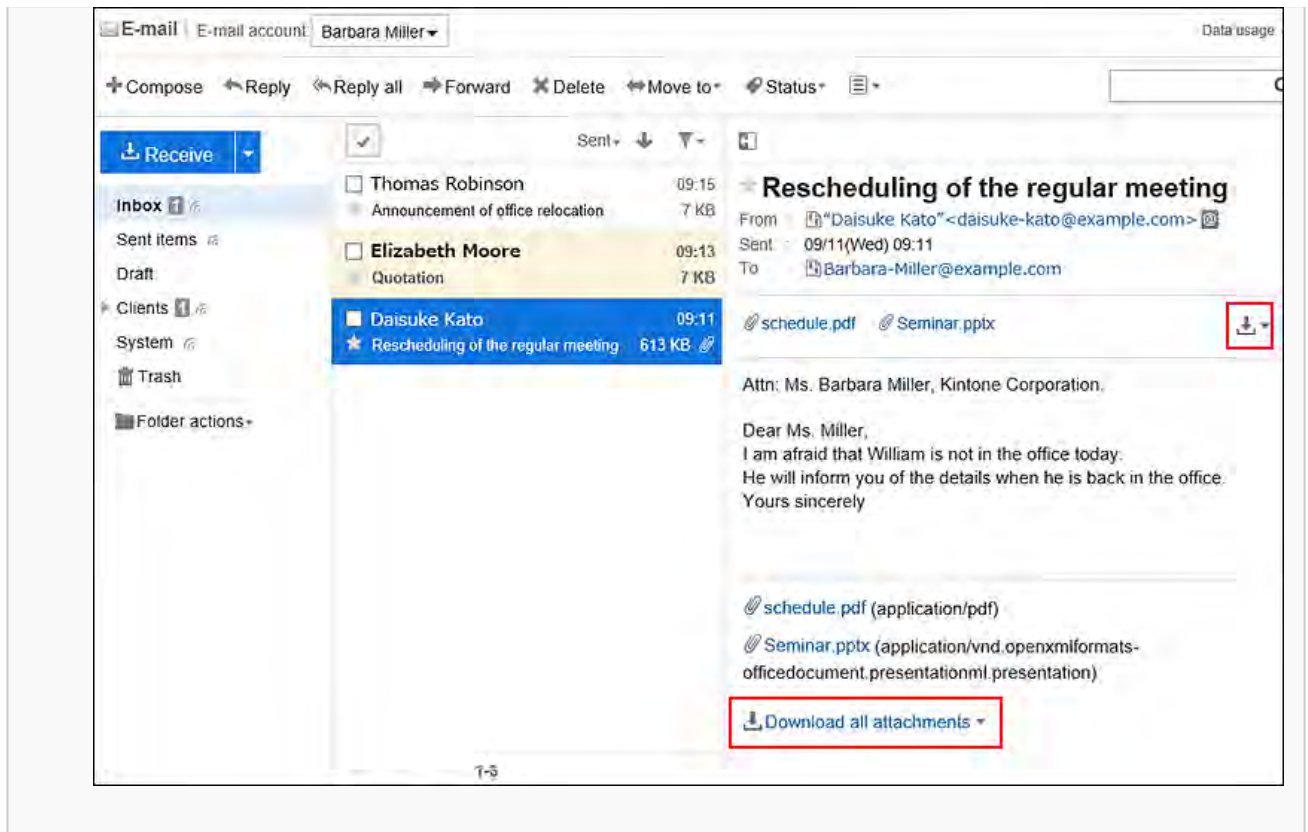 E-mail E-mail account Barbara Miller Data usage
Compose Reply Reply all Forward Delete Move to Status
Receive
Inbox 1
Sent items
Draft
Clients 1
System
Trash
Folder actions
Sent
Thomas Robinson 09:15
Announcement of office relocation 7 KB
Elizabeth Moore 09:13
Quotation 7 KB
Daisuke Kato 09:11
Rescheduling of the regular meeting 613 KB
1-3
Rescheduling of the regular meeting
From "Daisuke Kato"<daisuke-kato@example.com>
Sent 09/11(Wed) 09:11
To Barbara-Miller@example.com
schedule.pdf Seminar.pptx
Attn: Ms. Barbara Miller, Kintone Corporation.
Dear Ms. Miller,
I am afraid that William is not in the office today.
He will inform you of the details when he is back in the office.
Yours sincerely
schedule.pdf (application/pdf)
Seminar.pptx (application/vnd.openxmlformats-
officedocument.presentationml.presentation)
Download all attachments